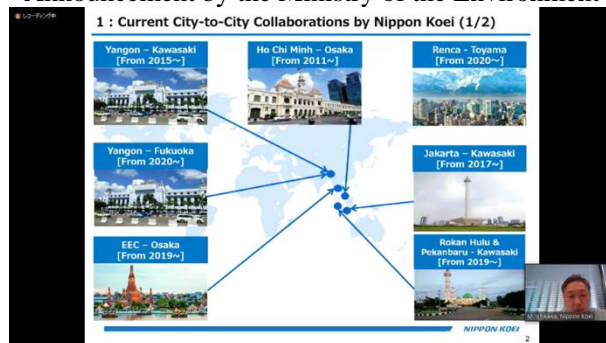 Announcement by the Ministry of the Environment
レコーディング中
1 : Current City-to-City Collaborations by Nippon Koei (1/2)
Yangon – Kawasaki
[From 2015~]
Ho Chi Minh – Osaka
[From 2011~]
Renca – Toyama
[From 2020~]
Yangon – Fukuoka
[From 2020~]
Jakarta – Kawasaki
[From 2017~]
EEC – Osaka
[From 2019~]
Rokan Hulu &
Pekanbaru - Kawasaki
[From 2019~]
Nippon Koei
NIPPON KOEI
2